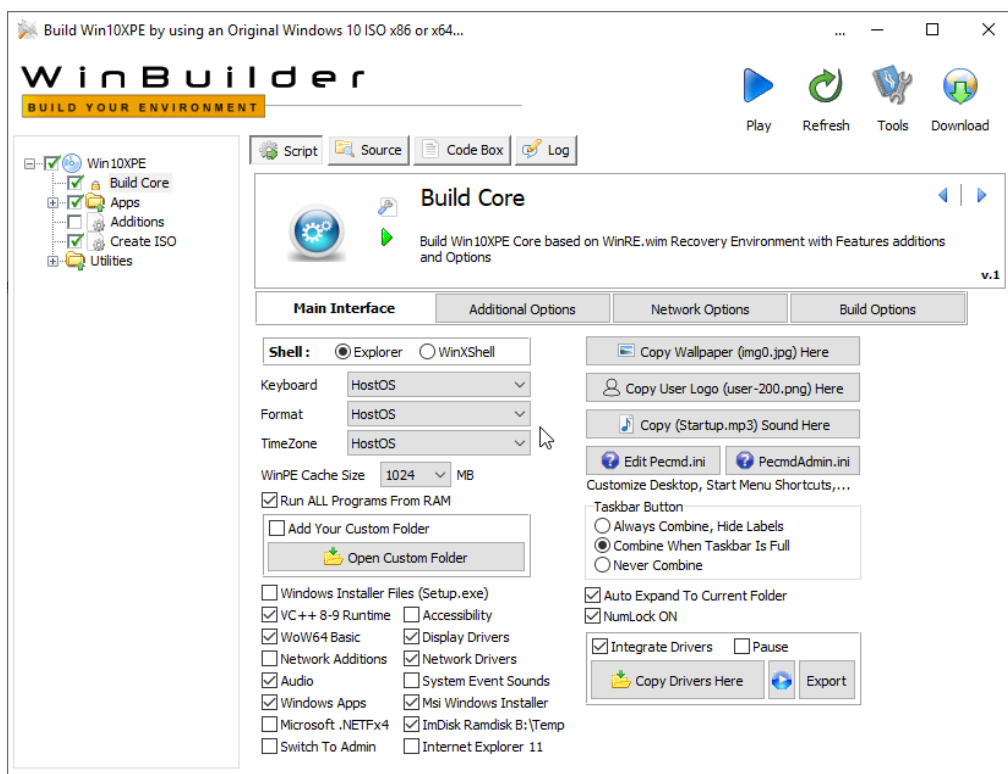 Build Win10XPE by using an Original Windows 10 ISO x86 or x64...
...
WinBuilder
BUILD YOUR ENVIRONMENT
Play
Refresh
Tools
Download
Win10XPE
Build Core
Apps
Additions
Create ISO
Utilities
Script
Source
Code Box
Log
Build Core
Build Win10XPE Core based on WinRE.wim Recovery Environment with Features additions
and Options
v.1
Main Interface
Additional Options
Network Options
Build Options
Shell :
Explorer
WinXShell
Keyboard
HostOS
Format
HostOS
TimeZone
HostOS
WinPE Cache Size
1024
MB
Run ALL Programs From RAM
Add Your Custom Folder
Open Custom Folder
Windows Installer Files (Setup.exe)
VC++ 8-9 Runtime
Accessibility
WoW64 Basic
Display Drivers
Network Additions
Network Drivers
Audio
System Event Sounds
Windows Apps
Msi Windows Installer
Microsoft .NETFx4
ImDisk Ramdisk B:\Temp
Switch To Admin
Internet Explorer 11
Copy Wallpaper (img0.jpg) Here
Copy User Logo (user-200.png) Here
Copy (Startup.mp3) Sound Here
Edit Pecmd.ini
PecmdAdmin.ini
Customize Desktop, Start Menu Shortcuts,...
Taskbar Button
Always Combine, Hide Labels
Combine When Taskbar Is Full
Never Combine
Auto Expand To Current Folder
NumLock ON
Integrate Drivers
Pause
Copy Drivers Here
Export